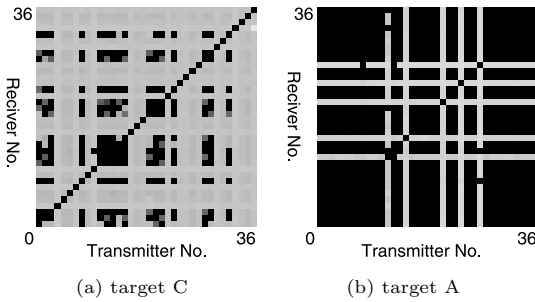 36
36
Reciver No.
Reciver No.
0
36
0
36
Transmitter No.
Transmitter No.
(a) target C
(b) target A